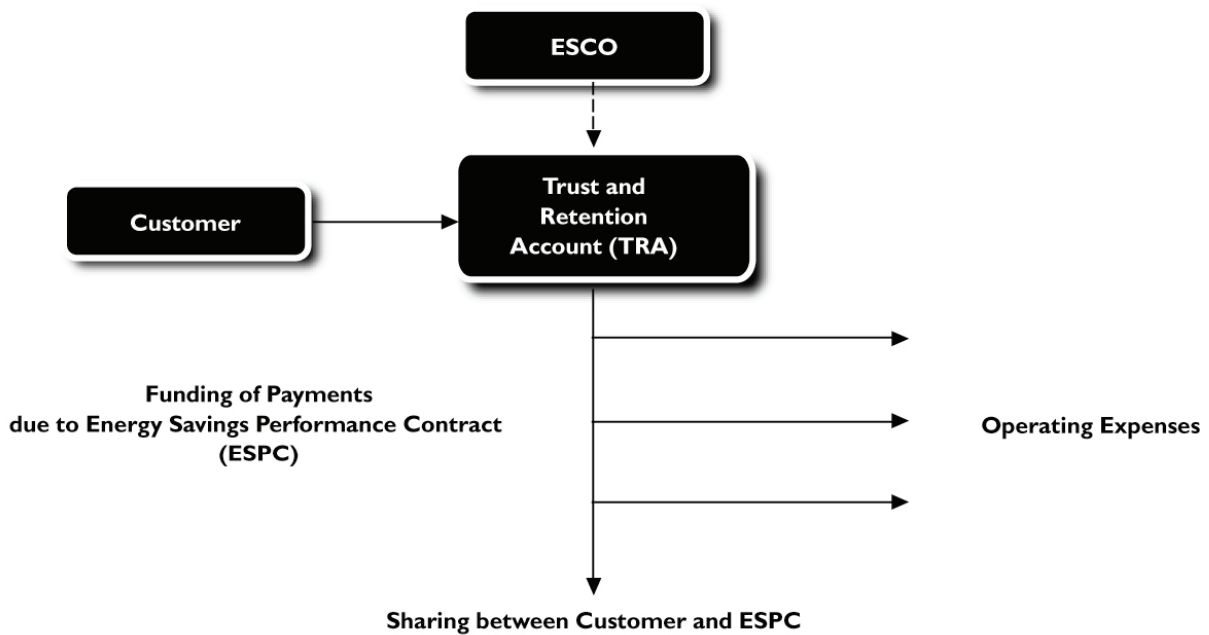 ESCO
Trust and
Retention
Account (TRA)
Customer
Funding of Payments
due to Energy Savings Performance Contract
(ESPC)
Operating Expenses
Sharing between Customer and ESPC